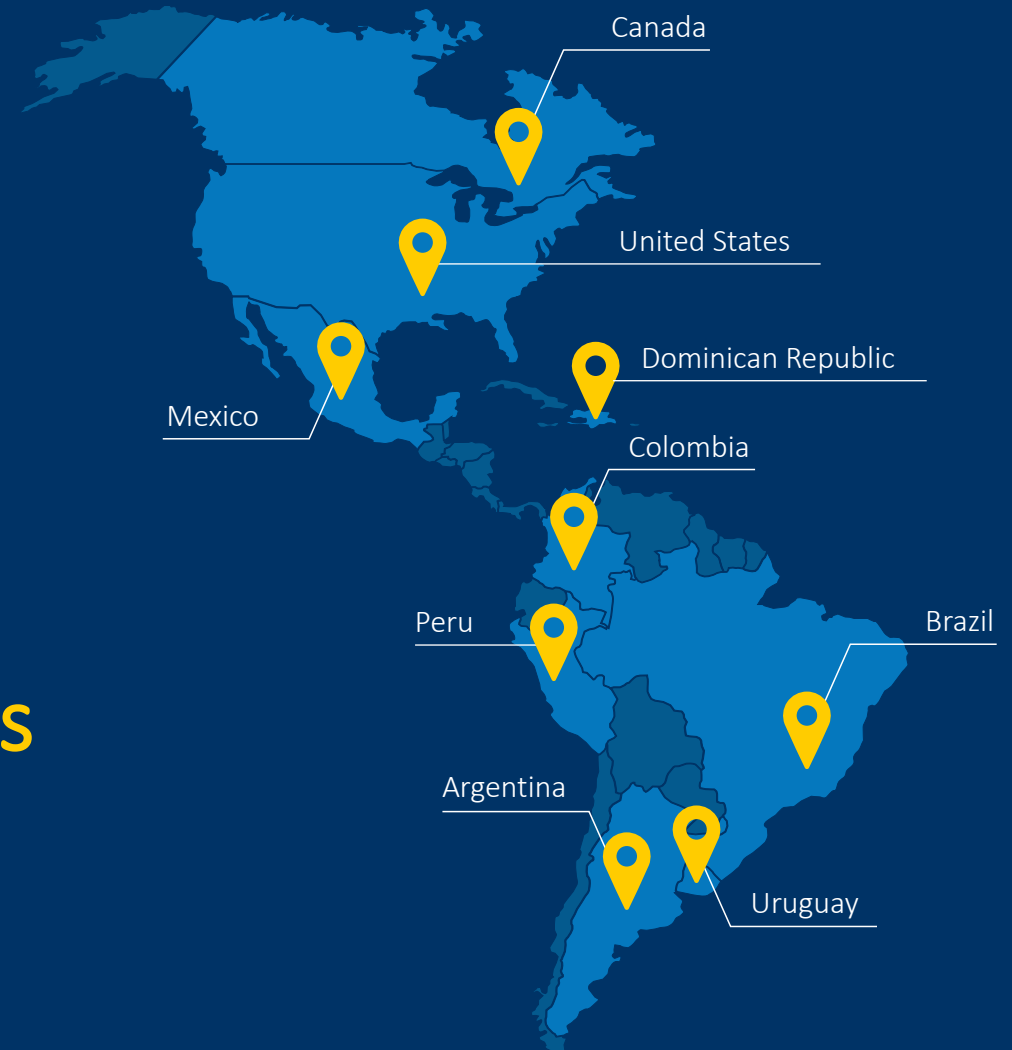 Canada
United States
Dominican Republic
Mexico
Colombia
Peru
Brazil
s
Argentina
Uruguay